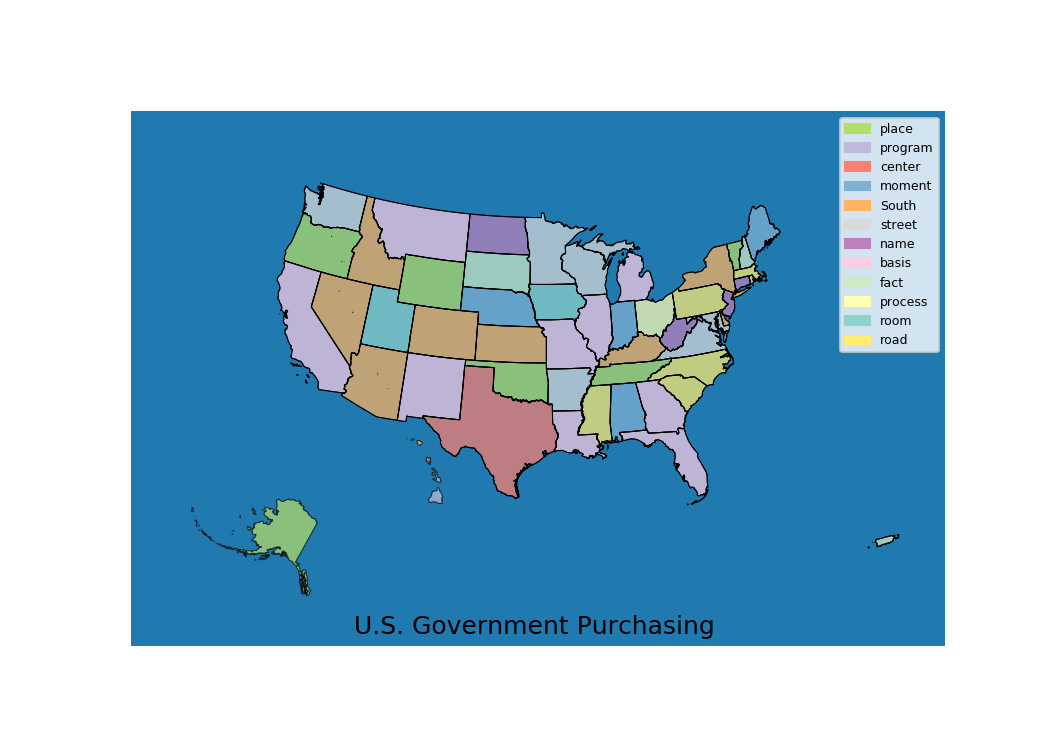 place
program
center
moment
South
street
name
basis
fact
process
room
road
U.S. Government Purchasing